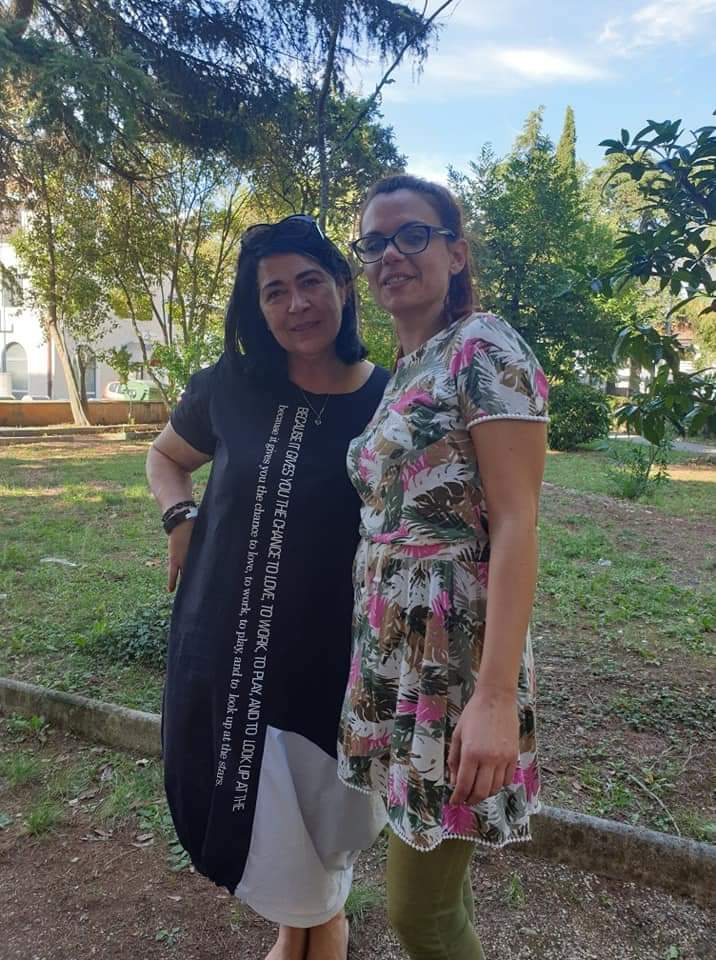 BECAUSE IT GIVES YOU THE CHANCE TO LOVE, TO WORK, TO PLAY, AND TO LOOK UP AT THE
because it gives you the chance to love, to work, to play, and to look up at the stars.